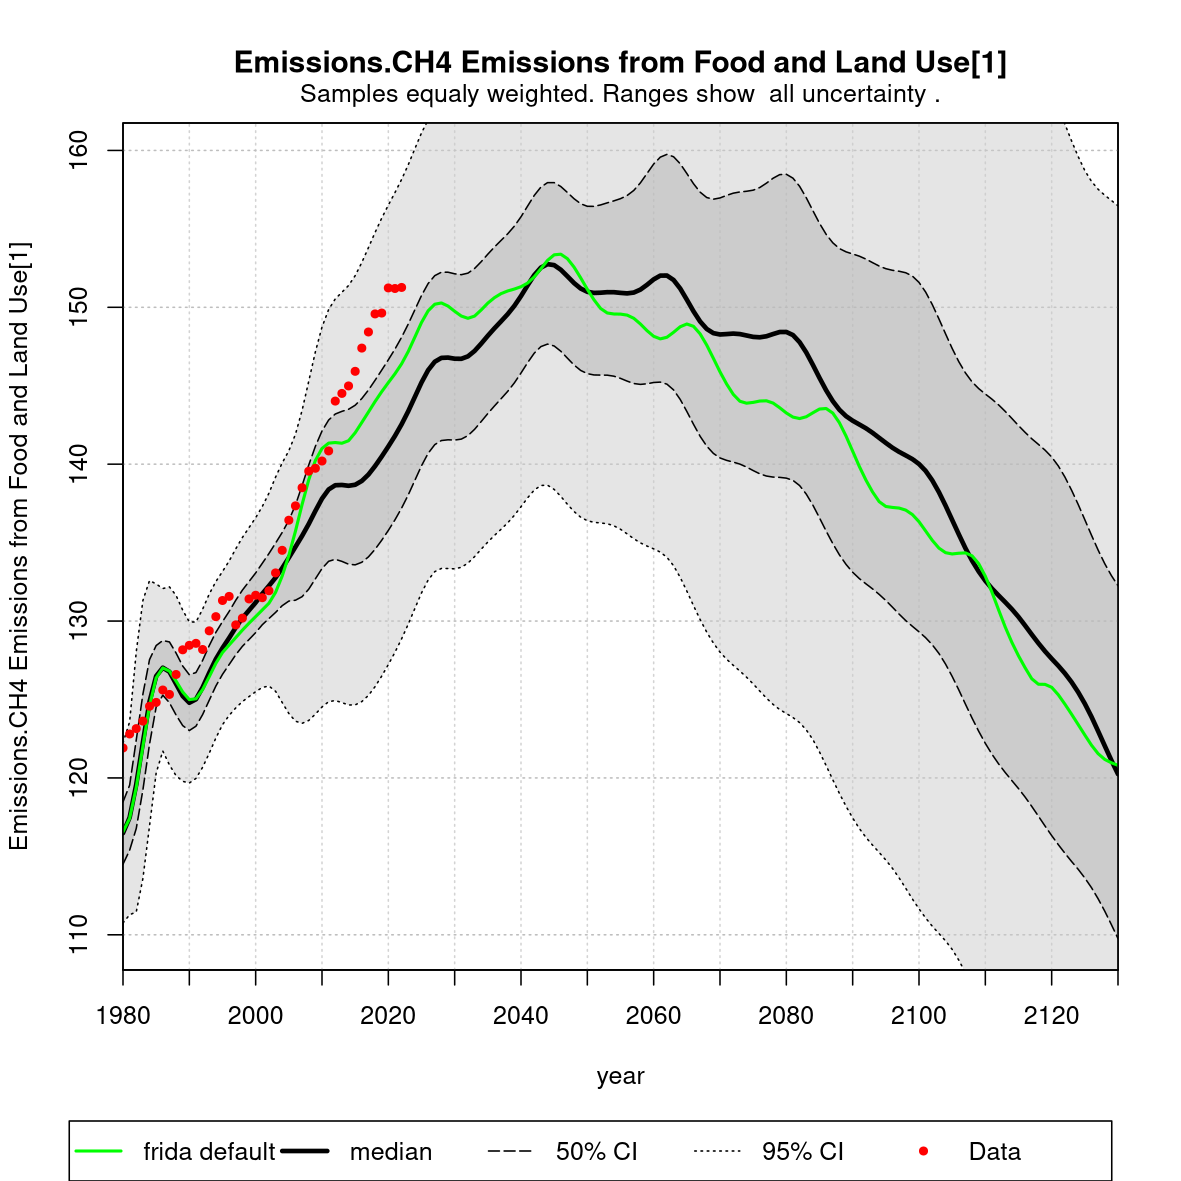 Emissions.CH4 Emissions from Food and Land Use[1]
Samples equaly weighted. Ranges show  all uncertainty .
Emissions.CH4 Emissions from Food and Land Use[1]
160
150
140
130
120
110
1980 2000 2020 2040 2060 2080 2100 2120
year
frida default median 50% CI 95% CI Data